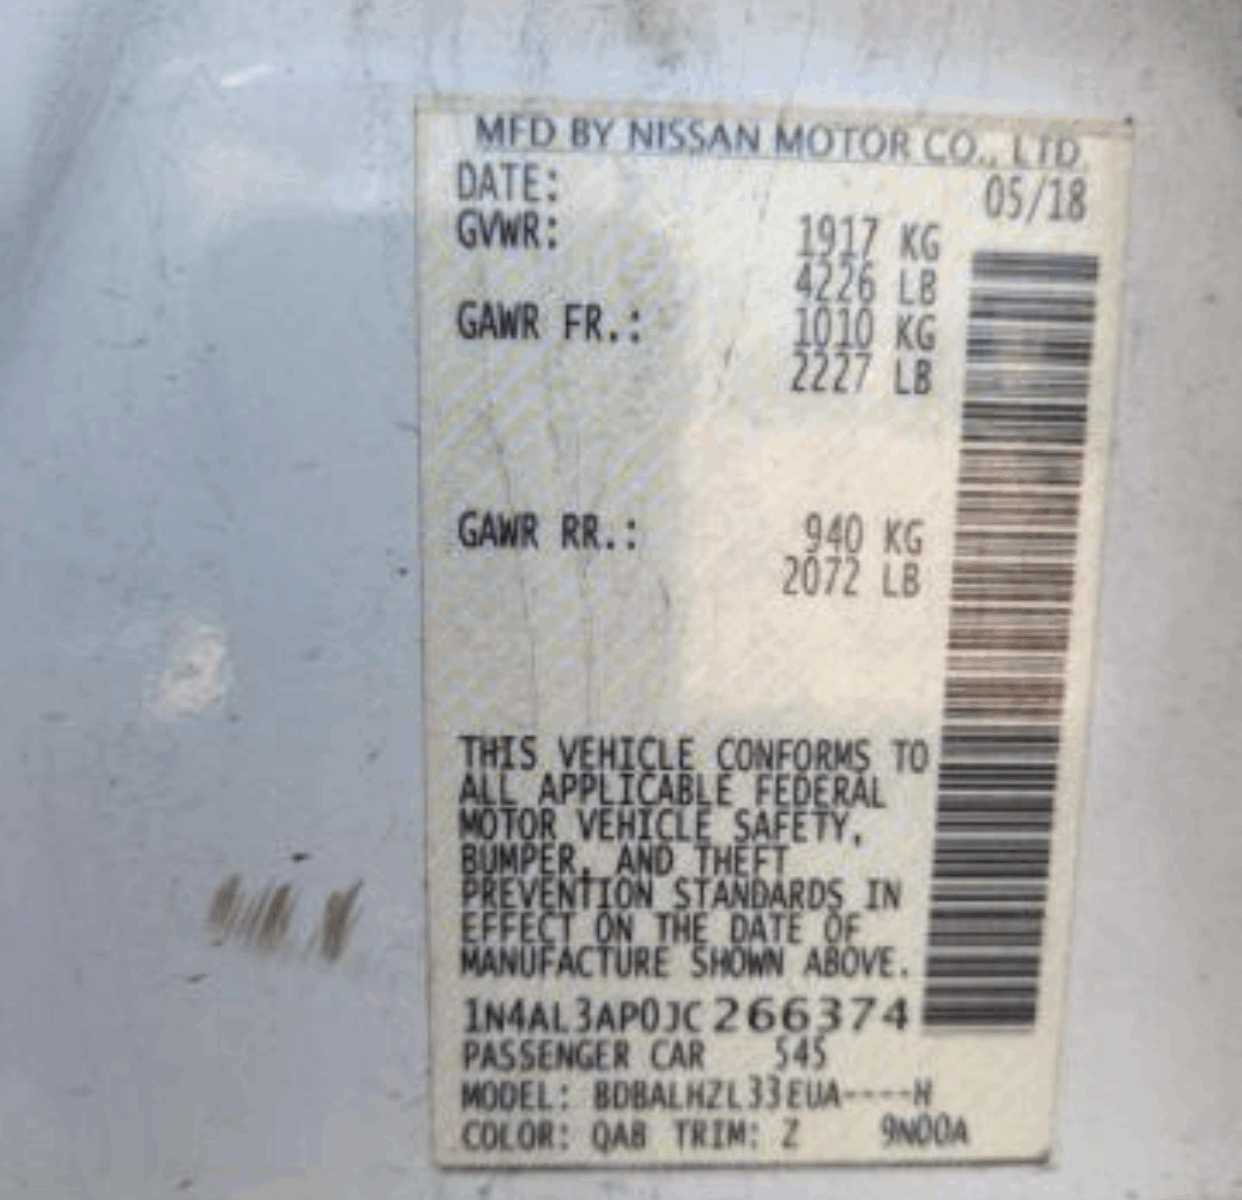 MFD BY NISSAN MOTOR CO., LTD.
DATE: 05/18
GVWR: 1917 KG
4226 LB
GAWR FR.: 1010 KG
2227 LB
GAWR RR.: 940 KG
2072 LB
THIS VEHICLE CONFORMS TO
ALL APPLICABLE FEDERAL
MOTOR VEHICLE SAFETY,
BUMPER, AND THEFT
PREVENTION STANDARDS IN
EFFECT ON THE DATE OF
MANUFACTURE SHOWN ABOVE.
1N4AL3AP0JC266374
PASSENGER CAR 545
MODEL: BDBALHZL33EUA----H
COLOR: QAB TRIM: Z 9N00A